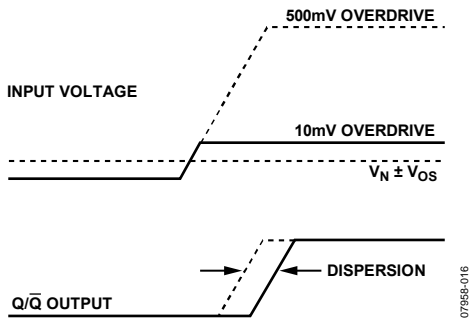 500mV OVERDRIVE
INPUT VOLTAGE
10mV OVERDRIVE
VN ± VOS
DISPERSION
Q/Q̅ OUTPUT
07958-016